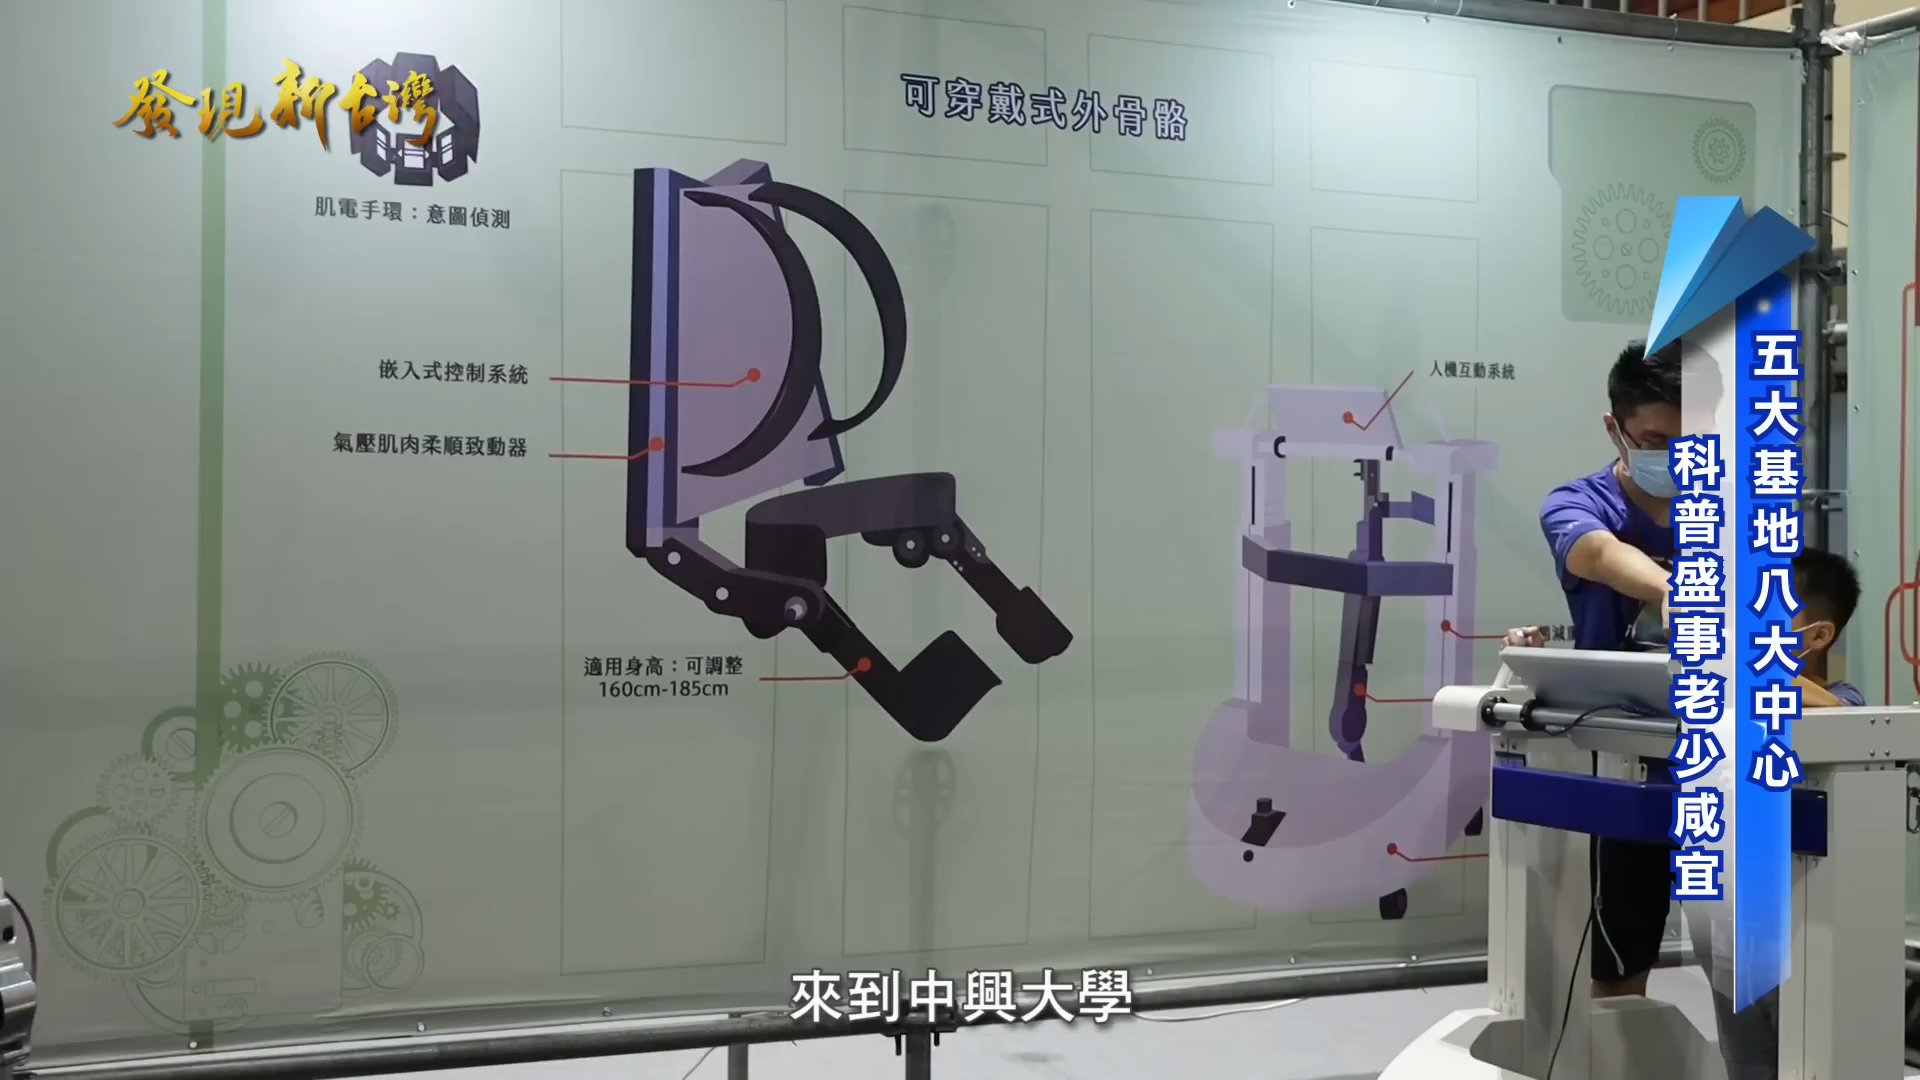 發現新台灣
可穿戴式外骨骼
肌電手環：意圖偵測
嵌入式控制系統
氣壓肌肉柔順致動器
人機互動系統
適用身高：可調整
160cm-185cm
五大基地八大中心
科普盛事老少咸宜
來到中興大學